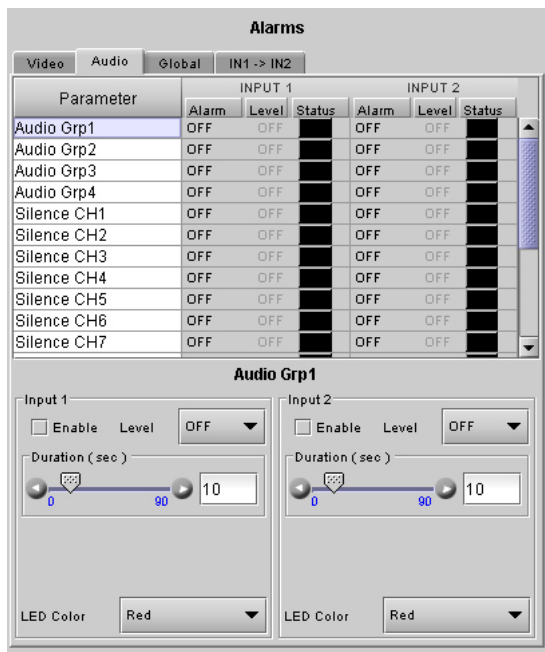 Alarms
Video Audio Global IN1 -> IN2
Parameter INPUT 1 INPUT 2
Alarm Level Status Alarm Level Status
Audio Grp1 OFF OFF OFF OFF
Audio Grp2 OFF OFF OFF OFF
Audio Grp3 OFF OFF OFF OFF
Audio Grp4 OFF OFF OFF OFF
Silence CH1 OFF OFF OFF OFF
Silence CH2 OFF OFF OFF OFF
Silence CH3 OFF OFF OFF OFF
Silence CH4 OFF OFF OFF OFF
Silence CH5 OFF OFF OFF OFF
Silence CH6 OFF OFF OFF OFF
Silence CH7 OFF OFF OFF OFF
Audio Grp1
Input 1 Input 2
Enable Level OFF Enable Level OFF
Duration ( sec ) Duration ( sec )
0 90 10 0 90 10
LED Color Red LED Color Red